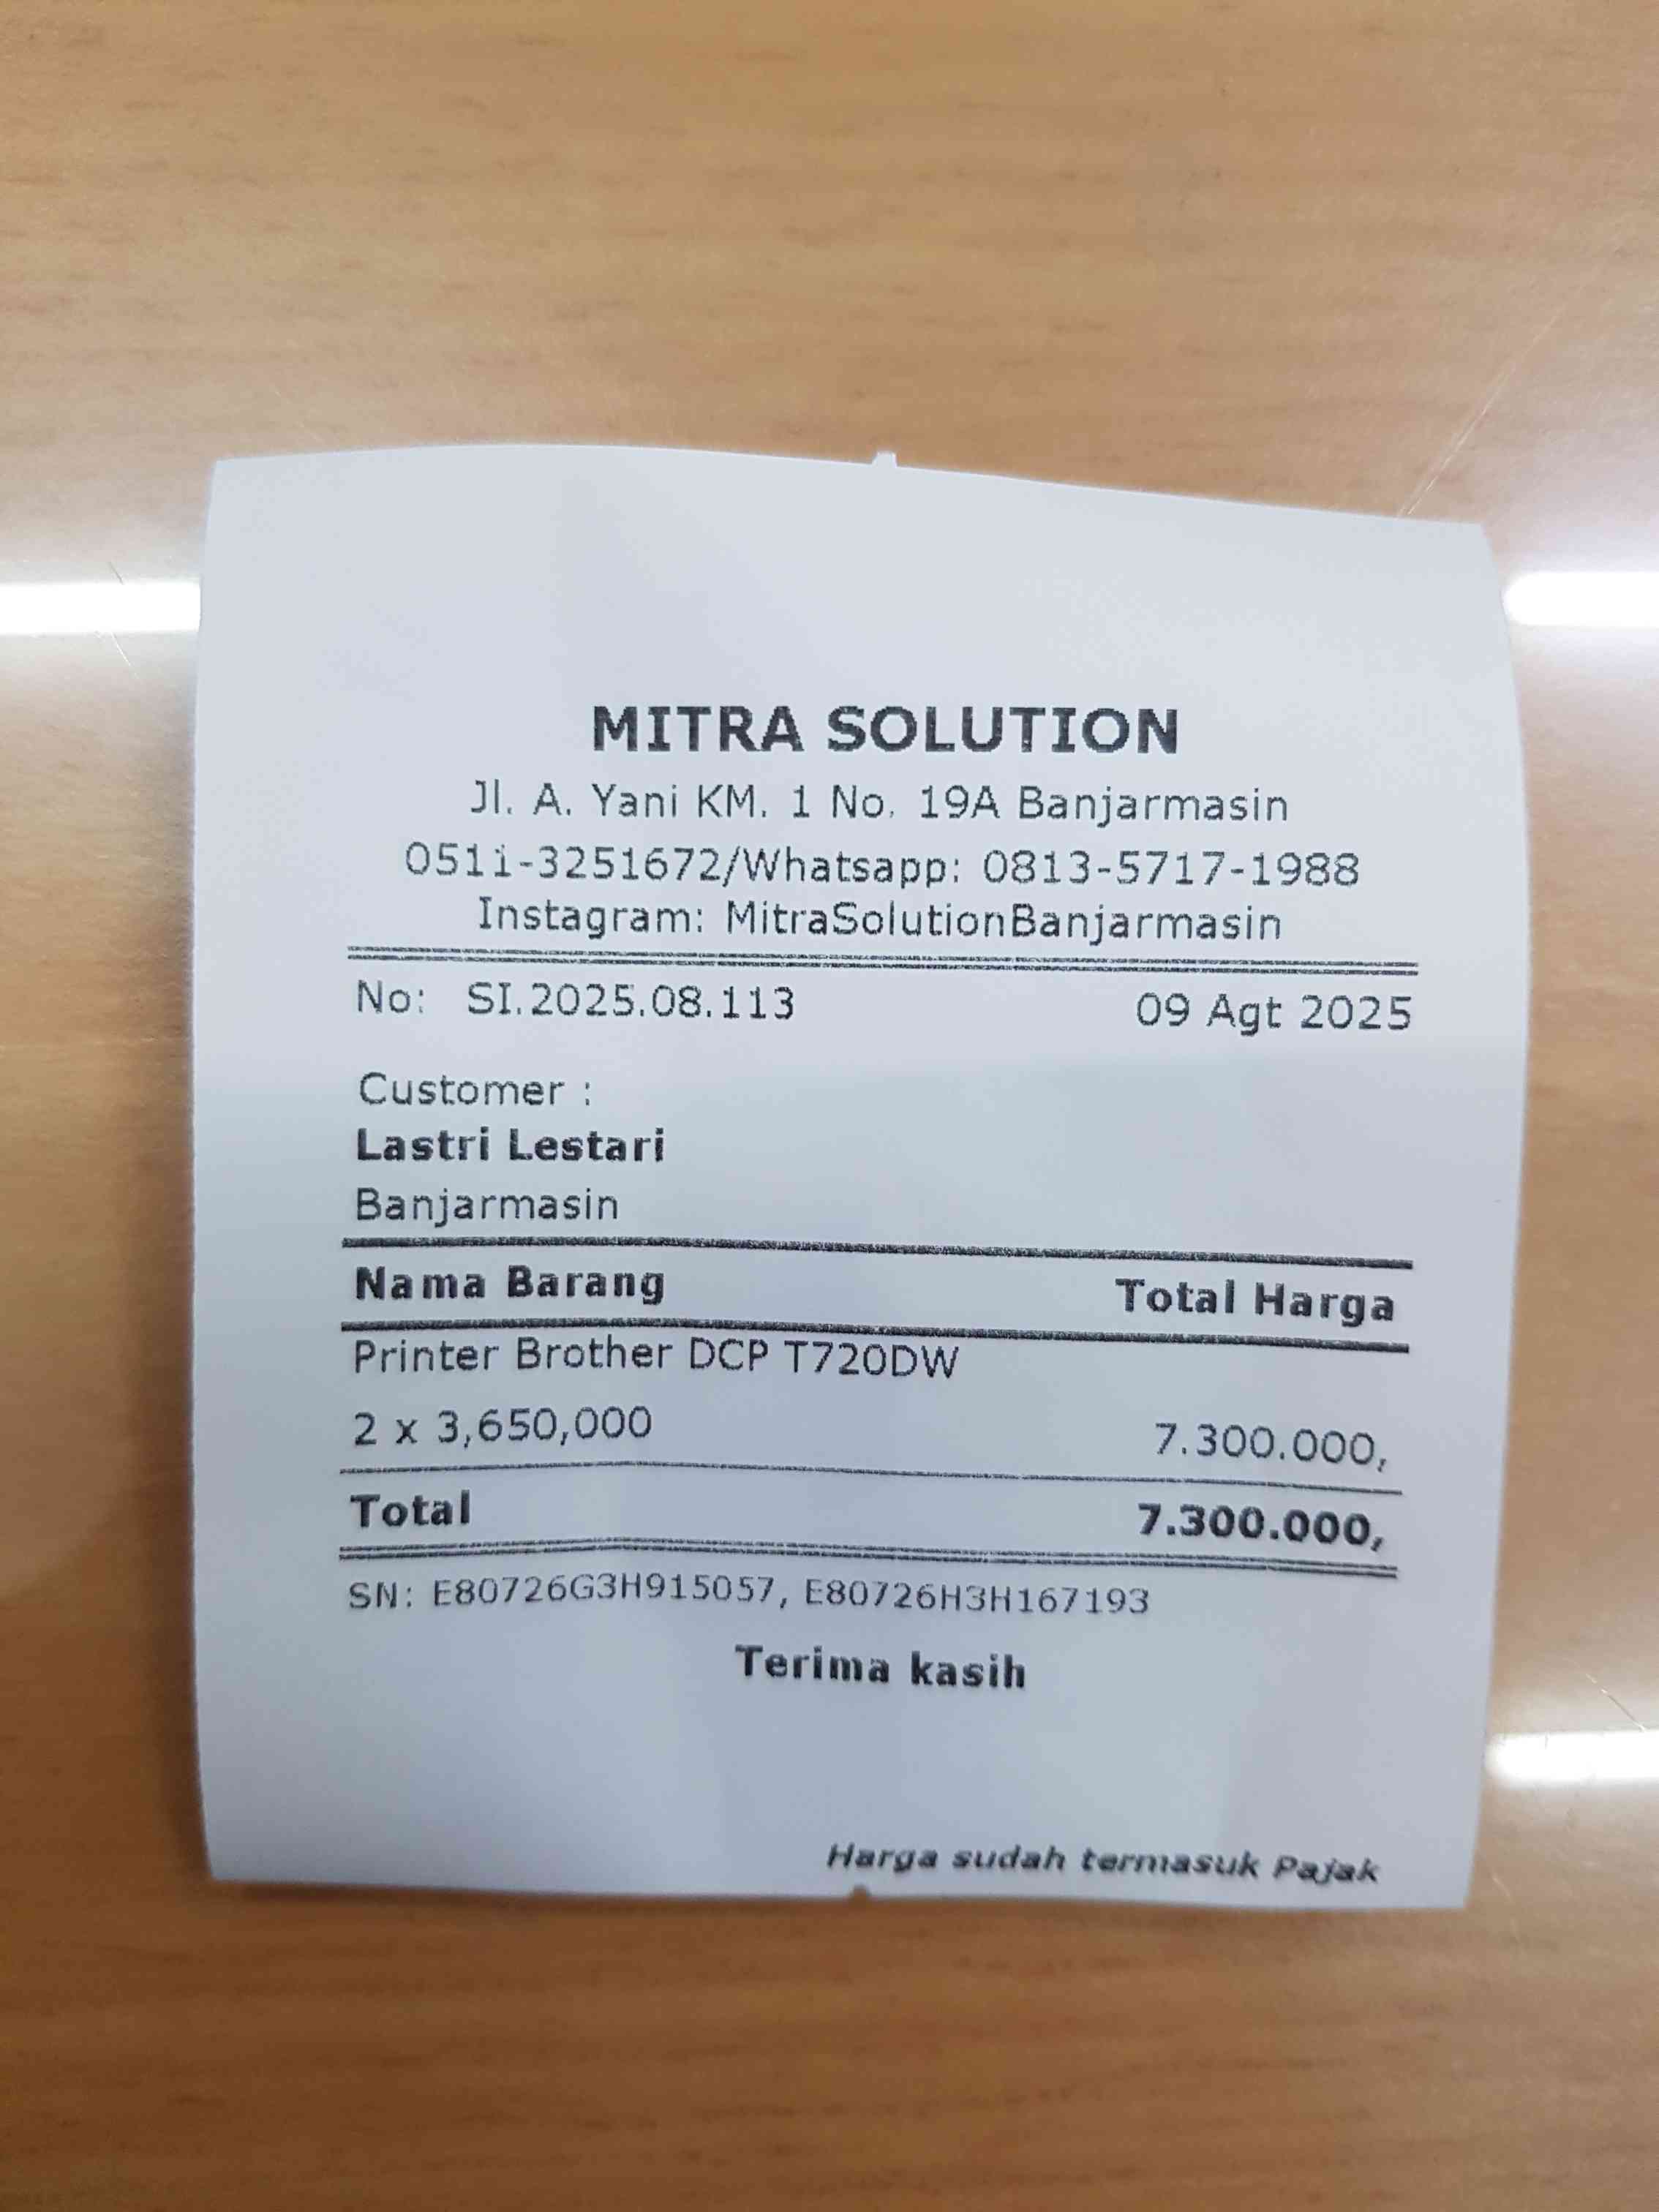 MITRA SOLUTION
Jl. A. Yani KM. 1 No. 19A Banjarmasin
0511-3251672/Whatsapp: 0813-5717-1988
Instagram: MitraSolutionBanjarmasin
No: SI.2025.08.113 09 Agt 2025
Customer :
Lastri Lestari
Banjarmasin
Nama Barang Total Harga
Printer Brother DCP T720DW
2 x 3,650,000 7.300.000,
Total 7.300.000,
SN: E80726G3H915057, E80726H3H167193
Terima kasih
Harga sudah termasuk Pajak